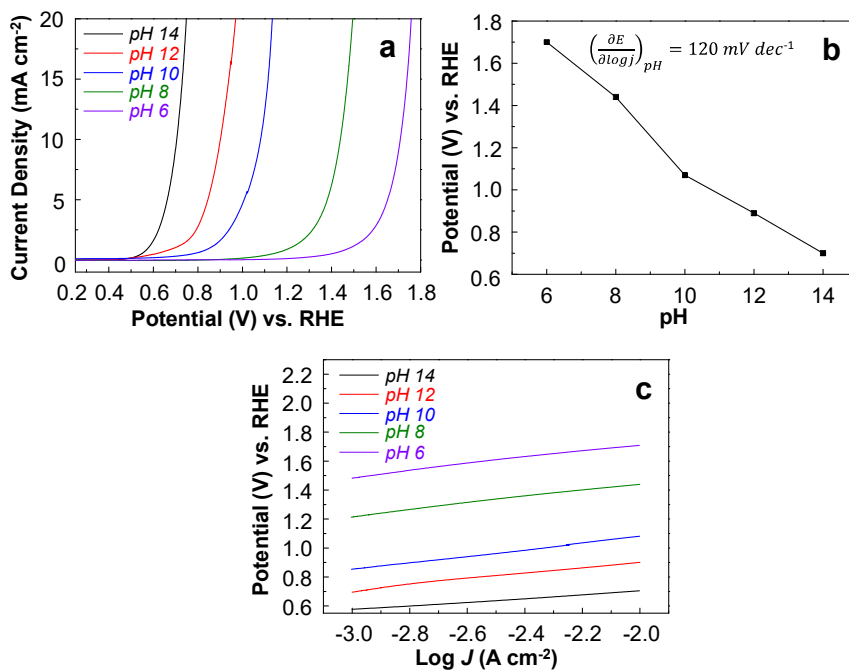 a
pH 14
pH 12
pH 10
pH 8
pH 6
Current Density (mA cm⁻²)
20
15
10
5
0
0.2 0.4 0.6 0.8 1.0 1.2 1.4 1.6 1.8
Potential (V) vs. RHE
b
(∂E/∂logj)pH = 120 mV dec⁻¹
Potential (V) vs. RHE
1.8
1.6
1.4
1.2
1.0
0.8
0.6
6 8 10 12 14
pH
c
pH 14
pH 12
pH 10
pH 8
pH 6
Potential (V) vs. RHE
2.2
2.0
1.8
1.6
1.4
1.2
1.0
0.8
0.6
-3.0 -2.8 -2.6 -2.4 -2.2 -2.0
Log J (A cm⁻²)